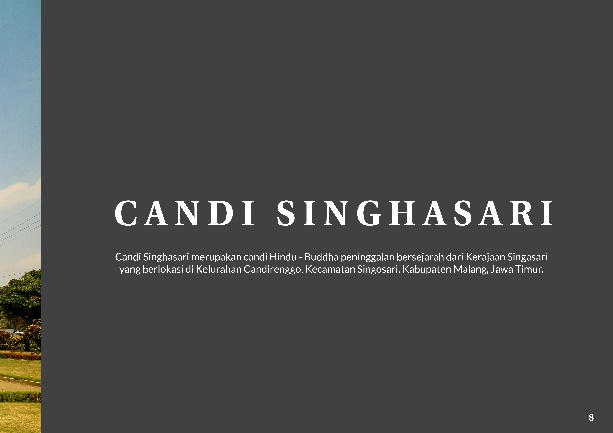 CANDI SINGHASARI
Candi Singhasari merupakan candi Hindu - Buddha peninggalan bersejarah dari Kerajaan Singasari
yang berlokasi di Kelurahan Candirenggo, Kecamatan Singosari, Kabupaten Malang, Jawa Timur.
8